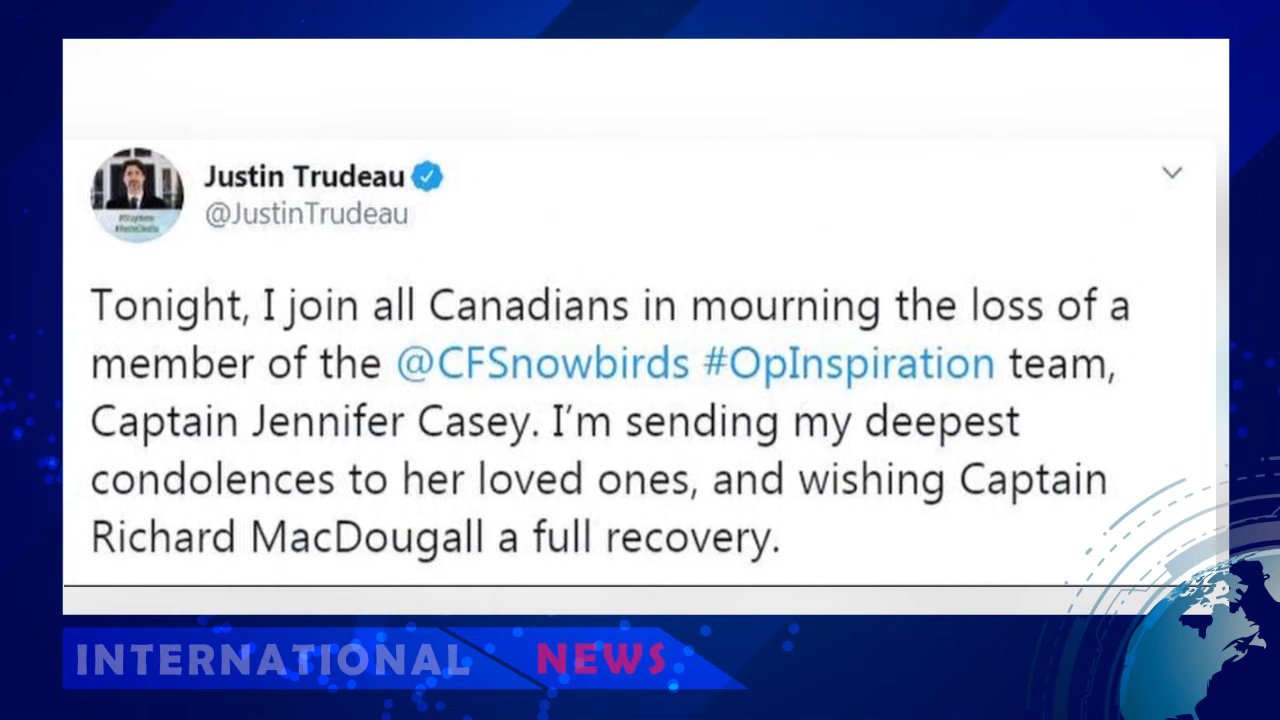 Justin Trudeau
@JustinTrudeau
Tonight, I join all Canadians in mourning the loss of a
member of the @CFSnowbirds #OpInspiration team,
Captain Jennifer Casey. I'm sending my deepest
condolences to her loved ones, and wishing Captain
Richard MacDougall a full recovery.
INTERNATIONAL NEWS